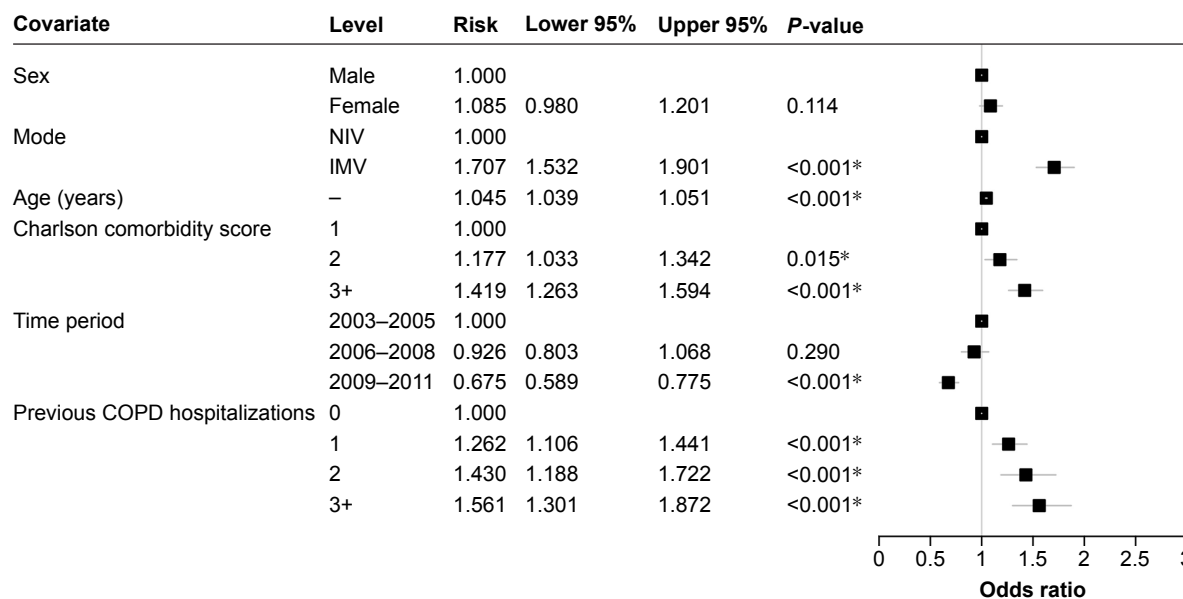 Covariate Level Risk Lower 95% Upper 95% P-value
Sex Male 1.000
Female 1.085 0.980 1.201 0.114
Mode NIV 1.000
IMV 1.707 1.532 1.901 <0.001*
Age (years) – 1.045 1.039 1.051 <0.001*
Charlson comorbidity score 1 1.000
2 1.177 1.033 1.342 0.015*
3+ 1.419 1.263 1.594 <0.001*
Time period 2003–2005 1.000
2006–2008 0.926 0.803 1.068 0.290
2009–2011 0.675 0.589 0.775 <0.001*
Previous COPD hospitalizations 0 1.000
1 1.262 1.106 1.441 <0.001*
2 1.430 1.188 1.722 <0.001*
3+ 1.561 1.301 1.872 <0.001*
0 0.5 1 1.5 2 2.5 3
Odds ratio